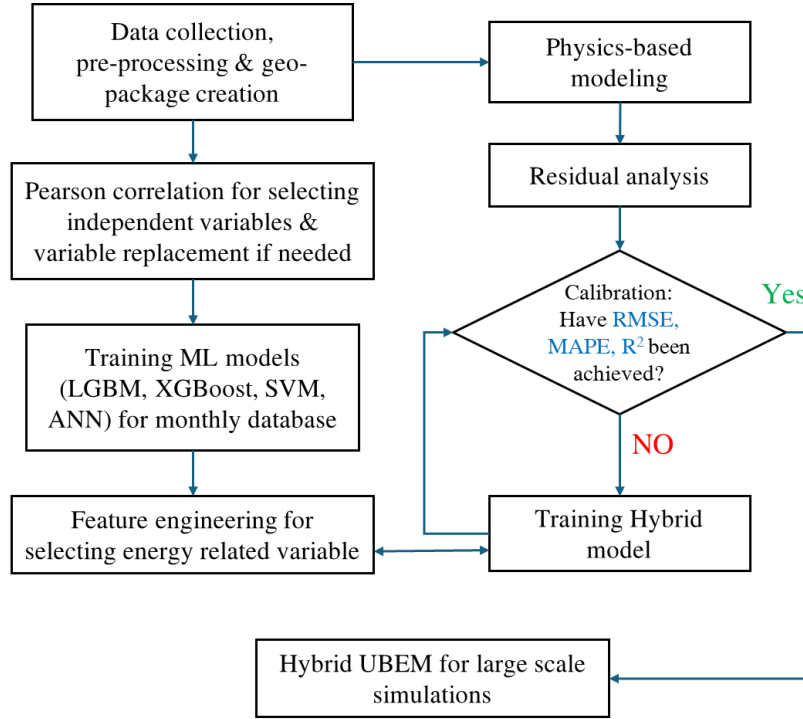 Data collection,
pre-processing & geo-
package creation
Physics-based
modeling
Pearson correlation for selecting
independent variables &
variable replacement if needed
Residual analysis
Calibration:
Have RMSE,
MAPE, R² been
achieved?
Yes
Training ML models
(LGBM, XGBoost, SVM,
ANN) for monthly database
NO
Feature engineering for
selecting energy related variable
Training Hybrid
model
Hybrid UBEM for large scale
simulations